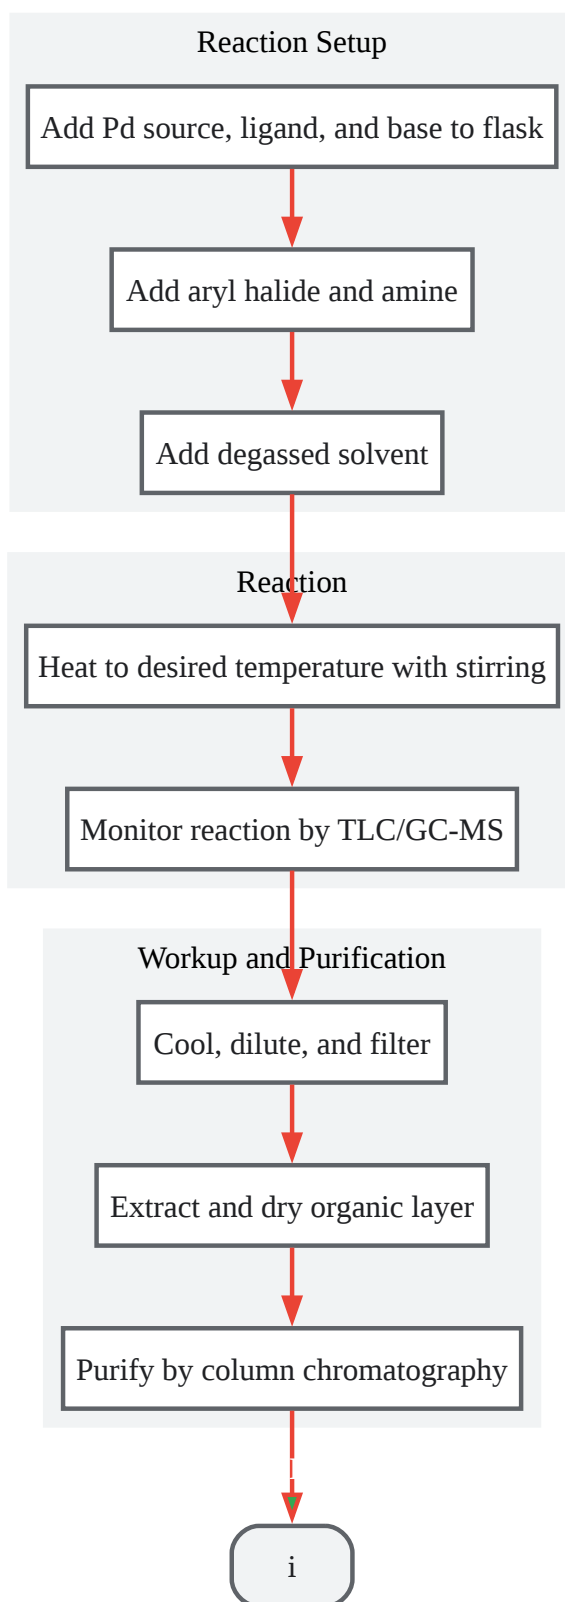 Reaction Setup
Add Pd source, ligand, and base to flask
Add aryl halide and amine
Add degassed solvent
Reaction
Heat to desired temperature with stirring
Monitor reaction by TLC/GC-MS
Workup and Purification
Cool, dilute, and filter
Extract and dry organic layer
Purify by column chromatography
i